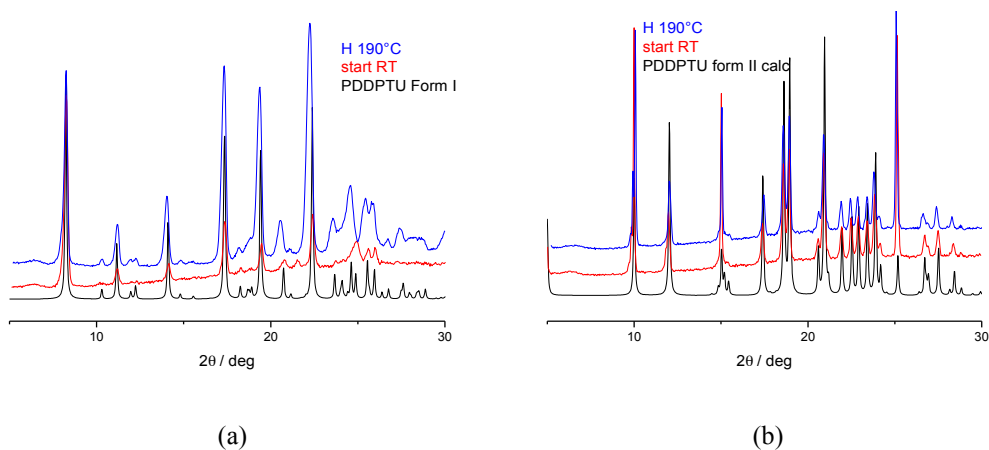 H 190°C
start RT
PDDPTU Form I
10
20
30
2θ / deg
(a)
H 190°C
start RT
PDDPTU form II calc
10
20
30
2θ / deg
(b)